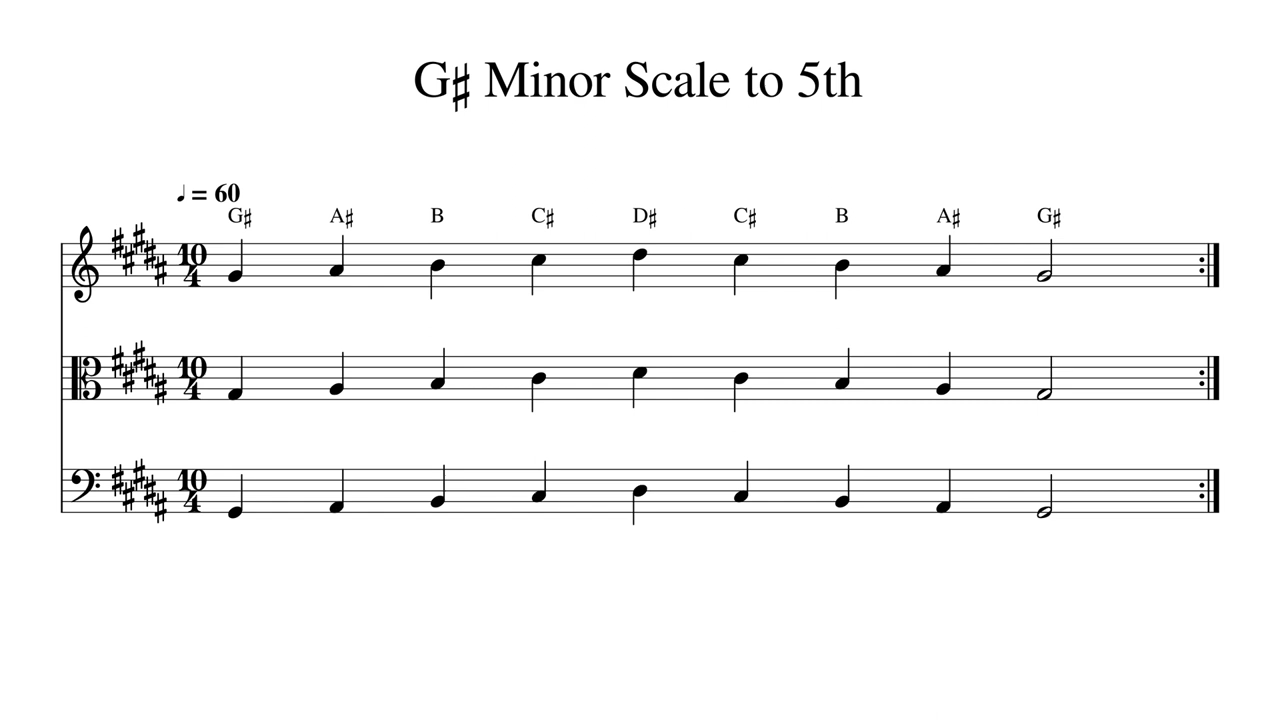 G♯ Minor Scale to 5th
♩ = 60
G♯ A♯ B C♯ D♯ C♯ B A♯ G♯
10
4
10
4
10
4